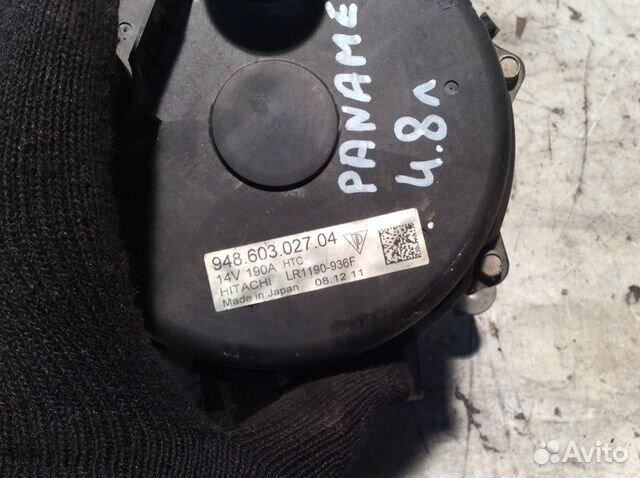 PANAME
4.8л
948.603.027.04
14V 190A HTC
HITACHI LR1190-936F
Made in Japan 08.12.11
Avito